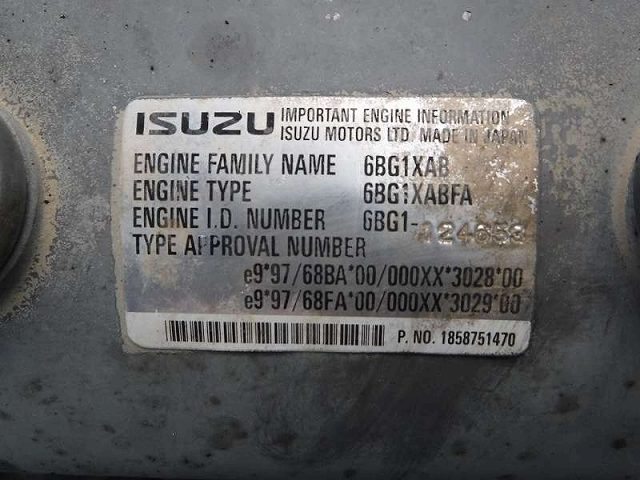 ISUZU
IMPORTANT ENGINE INFORMATION
ISUZU MOTORS LTD. MADE IN JAPAN
ENGINE FAMILY NAME 6BG1XAB
ENGINE TYPE 6BG1XABFA
ENGINE I.D. NUMBER 6BG1-
TYPE APPROVAL NUMBER
e9*97/68BA*00/000XX*3028*00
e9*97/68FA*00/000XX*3029*00
P. NO. 1858751470